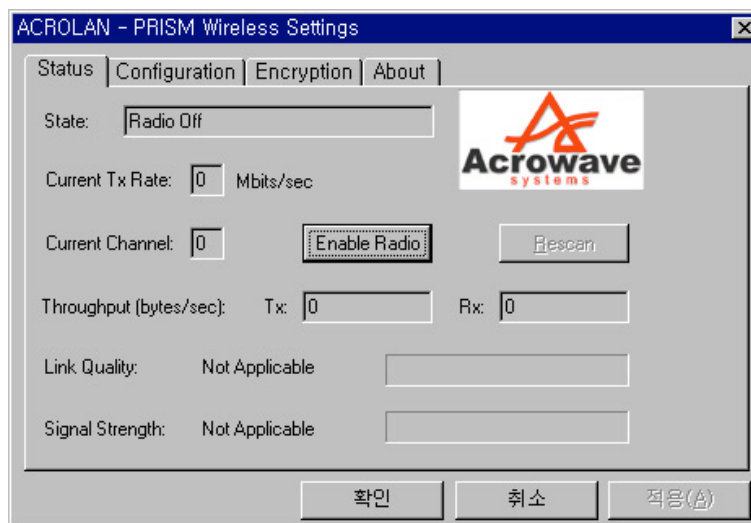 ACROLAN - PRISM Wireless Settings
Status Configuration Encryption About
State: Radio Off
Acrowave
systems
Current Tx Rate: 0 Mbits/sec
Current Channel: 0 Enable Radio Rescan
Throughput (bytes/sec): Tx: 0 Rx: 0
Link Quality: Not Applicable
Signal Strength: Not Applicable
확인 취소 적용(A)